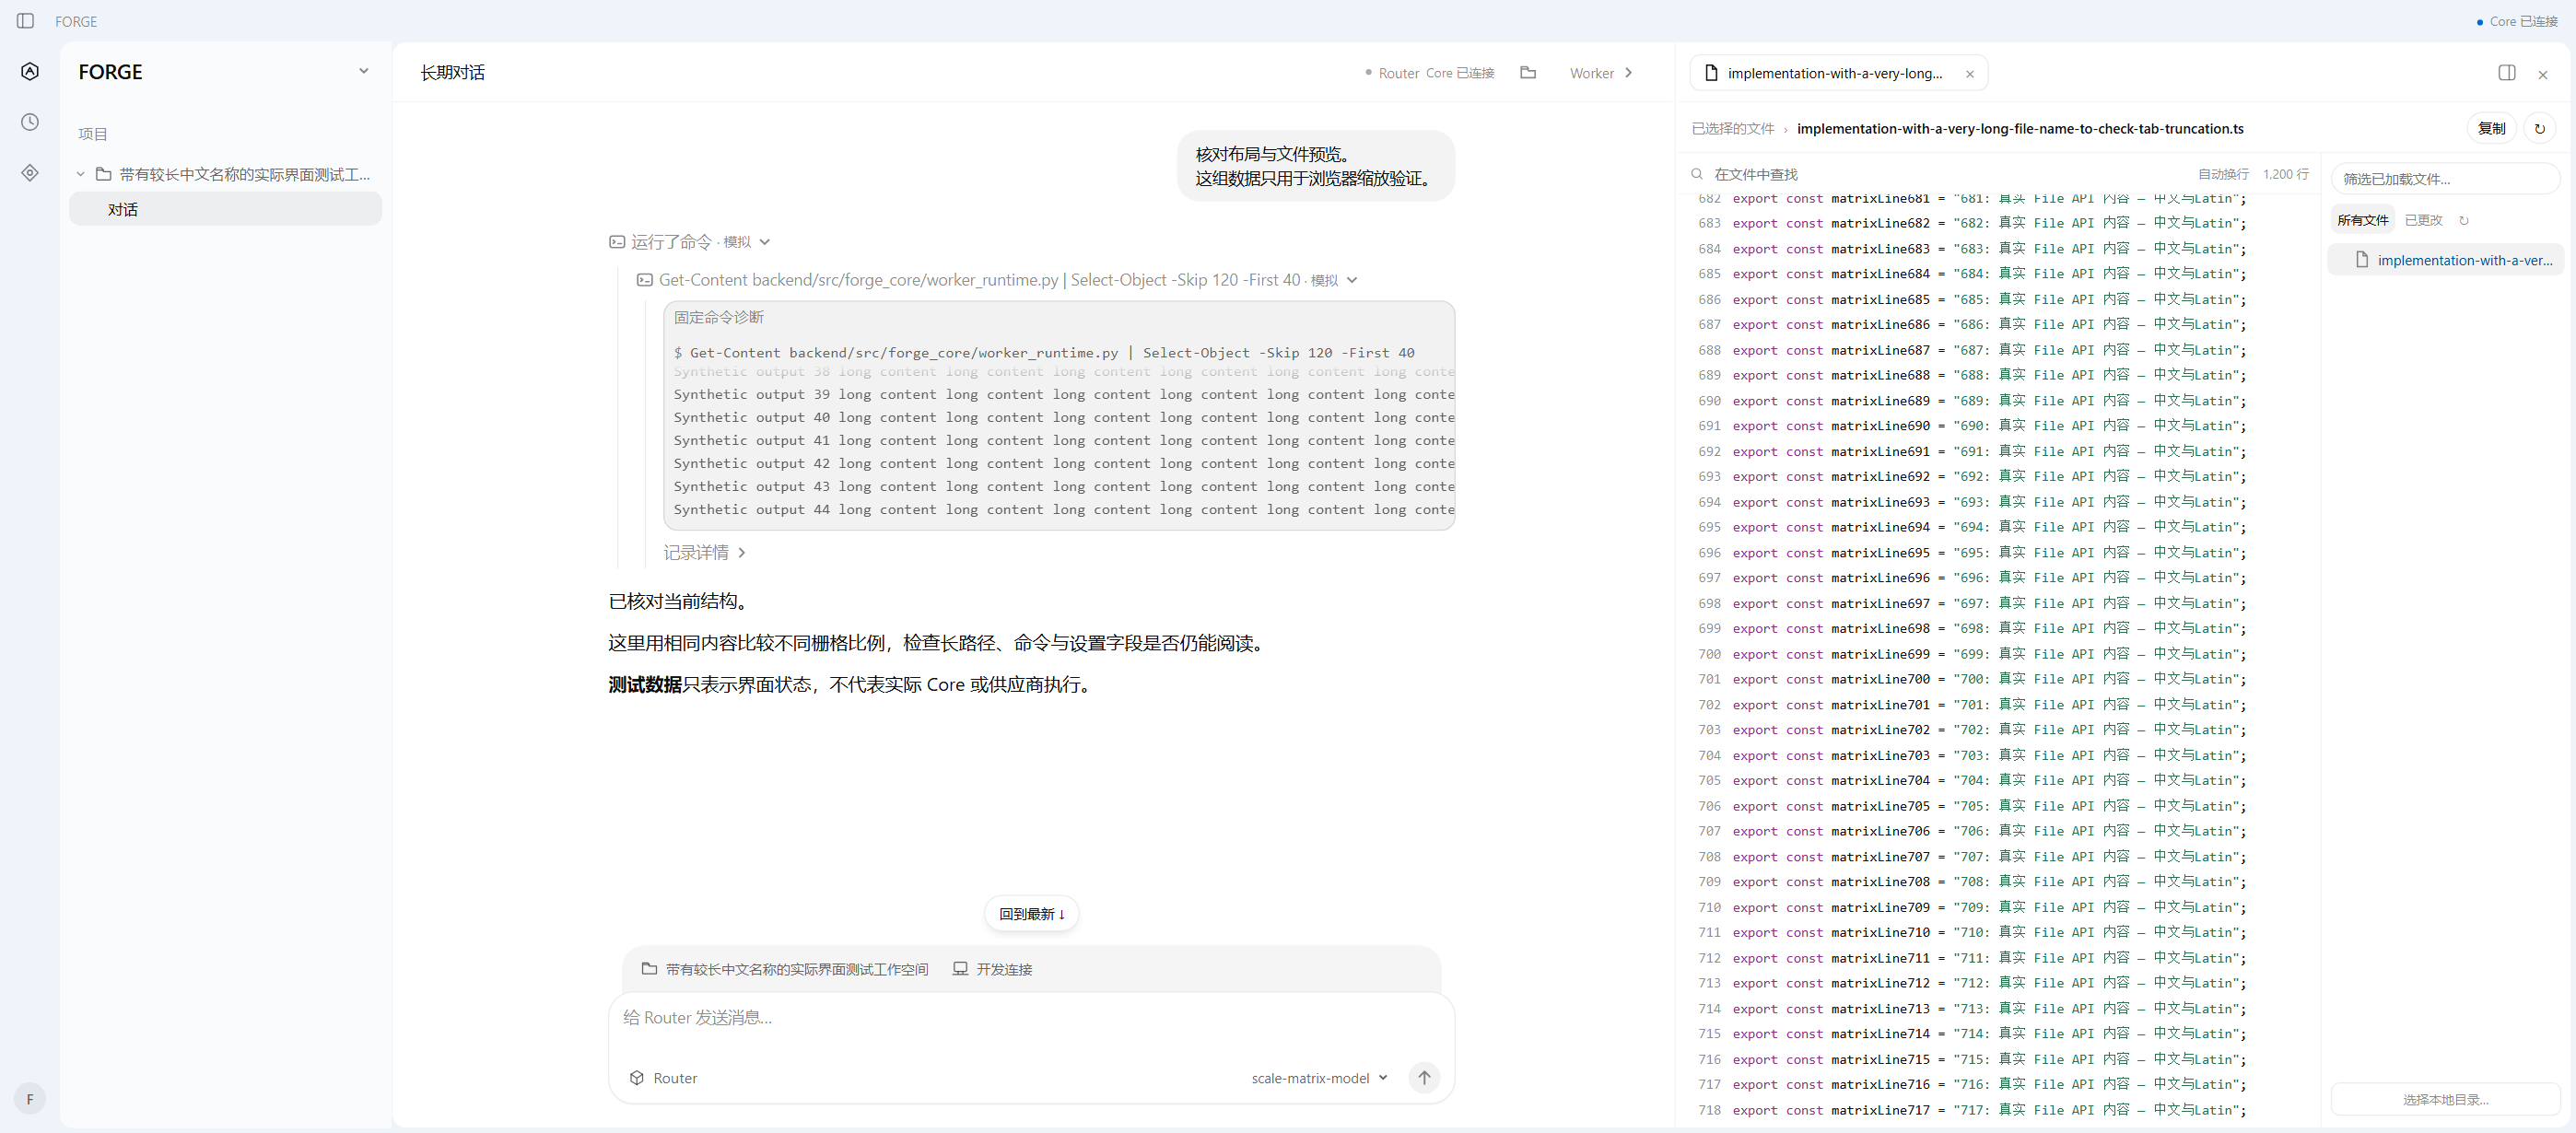 FORGE
Core 已连接
FORGE
项目
带有较长中文名称的实际界面测试工...
对话
F
长期对话
Router Core 已连接
Worker
核对布局与文件预览。
这组数据只用于浏览器缩放验证。
运行了命令 · 模拟
Get-Content backend/src/forge_core/worker_runtime.py | Select-Object -Skip 120 -First 40 · 模拟
固定命令诊断
$ Get-Content backend/src/forge_core/worker_runtime.py | Select-Object -Skip 120 -First 40
Synthetic output 38 long content long content long content long content long content long conte
Synthetic output 39 long content long content long content long content long content long conte
Synthetic output 40 long content long content long content long content long content long conte
Synthetic output 41 long content long content long content long content long content long conte
Synthetic output 42 long content long content long content long content long content long conte
Synthetic output 43 long content long content long content long content long content long conte
Synthetic output 44 long content long content long content long content long content long conte
记录详情
已核对当前结构。
这里用相同内容比较不同栅格比例，检查长路径、命令与设置字段是否仍能阅读。
测试数据只表示界面状态，不代表实际 Core 或供应商执行。
回到最新 ↓
带有较长中文名称的实际界面测试工作空间
开发连接
给 Router 发送消息...
Router
scale-matrix-model
implementation-with-a-very-long... ×
×
已选择的文件 › implementation-with-a-very-long-file-name-to-check-tab-truncation.ts
复制 ↻
在文件中查找
自动换行 1,200 行
682 export const matrixLine681 = "681: 真实 File API 内容 — 中文与Latin";
683 export const matrixLine682 = "682: 真实 File API 内容 — 中文与Latin";
684 export const matrixLine683 = "683: 真实 File API 内容 — 中文与Latin";
685 export const matrixLine684 = "684: 真实 File API 内容 — 中文与Latin";
686 export const matrixLine685 = "685: 真实 File API 内容 — 中文与Latin";
687 export const matrixLine686 = "686: 真实 File API 内容 — 中文与Latin";
688 export const matrixLine687 = "687: 真实 File API 内容 — 中文与Latin";
689 export const matrixLine688 = "688: 真实 File API 内容 — 中文与Latin";
690 export const matrixLine689 = "689: 真实 File API 内容 — 中文与Latin";
691 export const matrixLine690 = "690: 真实 File API 内容 — 中文与Latin";
692 export const matrixLine691 = "691: 真实 File API 内容 — 中文与Latin";
693 export const matrixLine692 = "692: 真实 File API 内容 — 中文与Latin";
694 export const matrixLine693 = "693: 真实 File API 内容 — 中文与Latin";
695 export const matrixLine694 = "694: 真实 File API 内容 — 中文与Latin";
696 export const matrixLine695 = "695: 真实 File API 内容 — 中文与Latin";
697 export const matrixLine696 = "696: 真实 File API 内容 — 中文与Latin";
698 export const matrixLine697 = "697: 真实 File API 内容 — 中文与Latin";
699 export const matrixLine698 = "698: 真实 File API 内容 — 中文与Latin";
700 export const matrixLine699 = "699: 真实 File API 内容 — 中文与Latin";
701 export const matrixLine700 = "700: 真实 File API 内容 — 中文与Latin";
702 export const matrixLine701 = "701: 真实 File API 内容 — 中文与Latin";
703 export const matrixLine702 = "702: 真实 File API 内容 — 中文与Latin";
704 export const matrixLine703 = "703: 真实 File API 内容 — 中文与Latin";
705 export const matrixLine704 = "704: 真实 File API 内容 — 中文与Latin";
706 export const matrixLine705 = "705: 真实 File API 内容 — 中文与Latin";
707 export const matrixLine706 = "706: 真实 File API 内容 — 中文与Latin";
708 export const matrixLine707 = "707: 真实 File API 内容 — 中文与Latin";
709 export const matrixLine708 = "708: 真实 File API 内容 — 中文与Latin";
710 export const matrixLine709 = "709: 真实 File API 内容 — 中文与Latin";
711 export const matrixLine710 = "710: 真实 File API 内容 — 中文与Latin";
712 export const matrixLine711 = "711: 真实 File API 内容 — 中文与Latin";
713 export const matrixLine712 = "712: 真实 File API 内容 — 中文与Latin";
714 export const matrixLine713 = "713: 真实 File API 内容 — 中文与Latin";
715 export const matrixLine714 = "714: 真实 File API 内容 — 中文与Latin";
716 export const matrixLine715 = "715: 真实 File API 内容 — 中文与Latin";
717 export const matrixLine716 = "716: 真实 File API 内容 — 中文与Latin";
718 export const matrixLine717 = "717: 真实 File API 内容 — 中文与Latin";
筛选已加载文件...
所有文件 已更改 ↻
implementation-with-a-ver...
选择本地目录...